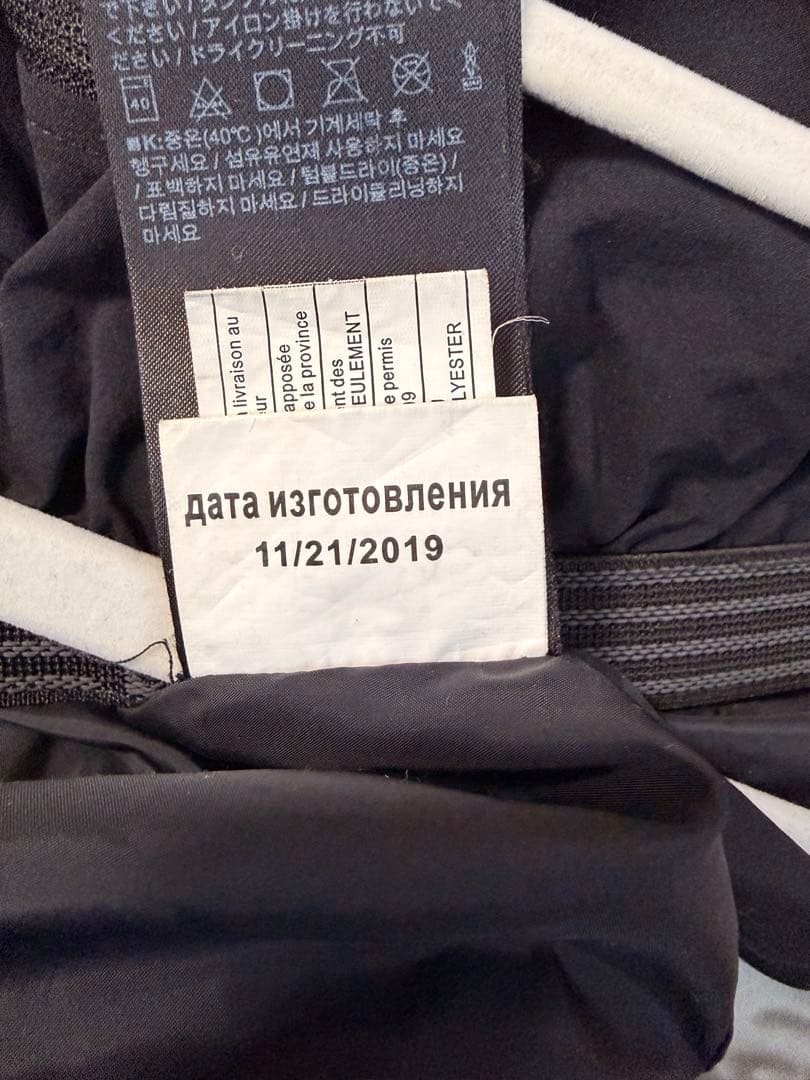 ください/アイロン掛けを行わないでく
ださい/ドライクリーニング不可
40
K:중온(40℃)에서 기계세탁 후
헹구세요/섬유유연제 사용하지 마세요
/표백하지 마세요/텀블드라이(중온)/
다림질하지 마세요/드라이클리닝하지
마세요
livraison au
eur
apposée
e la province
nt des
EULEMENT
e permis
09
LYESTER
дата изготовления
11/21/2019